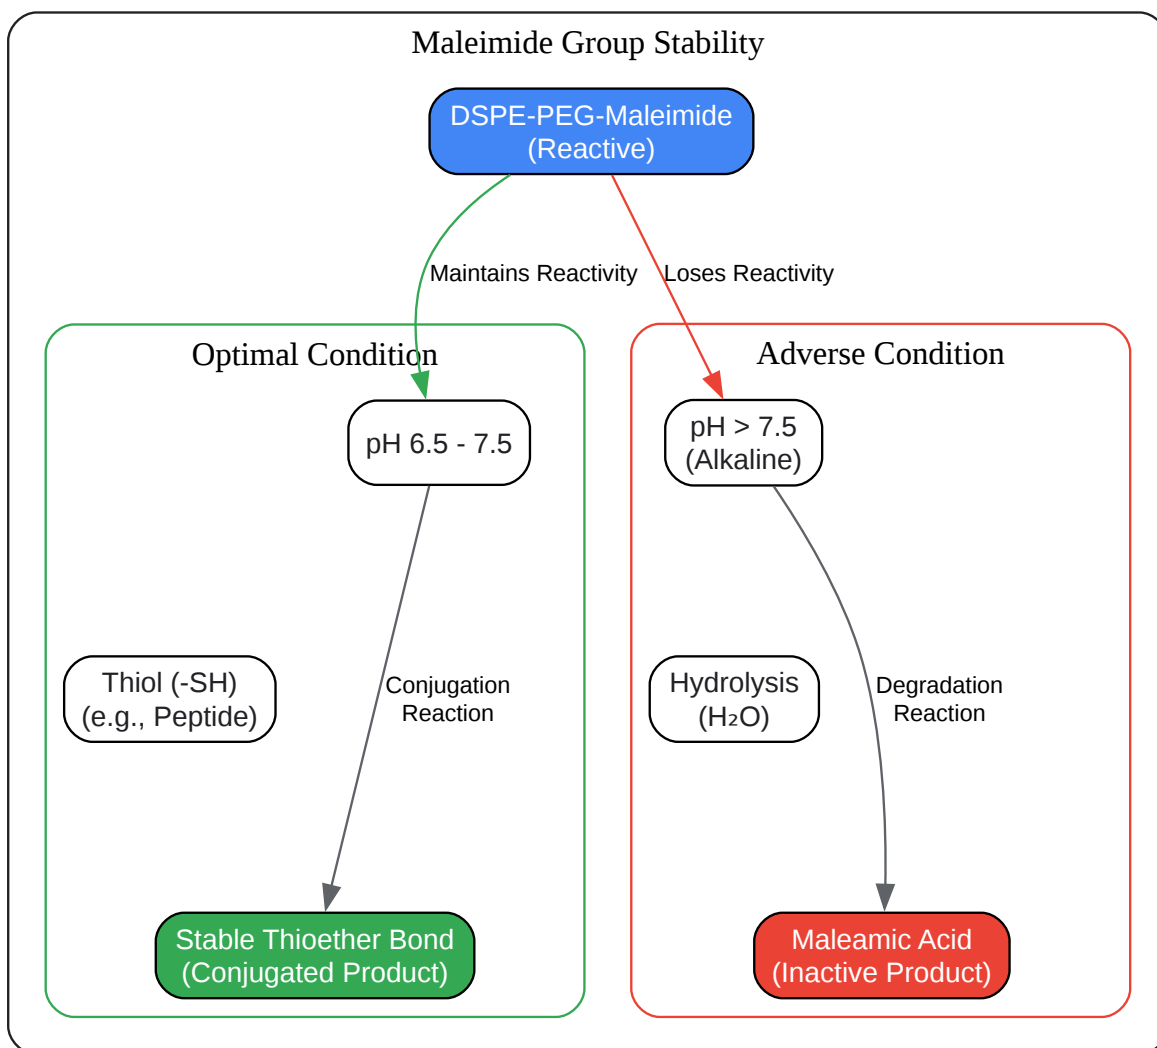 Maleimide Group Stability
DSPE-PEG-Maleimide
(Reactive)
Maintains Reactivity
Loses Reactivity
Optimal Condition
pH 6.5 - 7.5
Thiol (-SH)
(e.g., Peptide)
Conjugation
Reaction
Stable Thioether Bond
(Conjugated Product)
Adverse Condition
pH > 7.5
(Alkaline)
Hydrolysis
(H₂O)
Degradation
Reaction
Maleamic Acid
(Inactive Product)